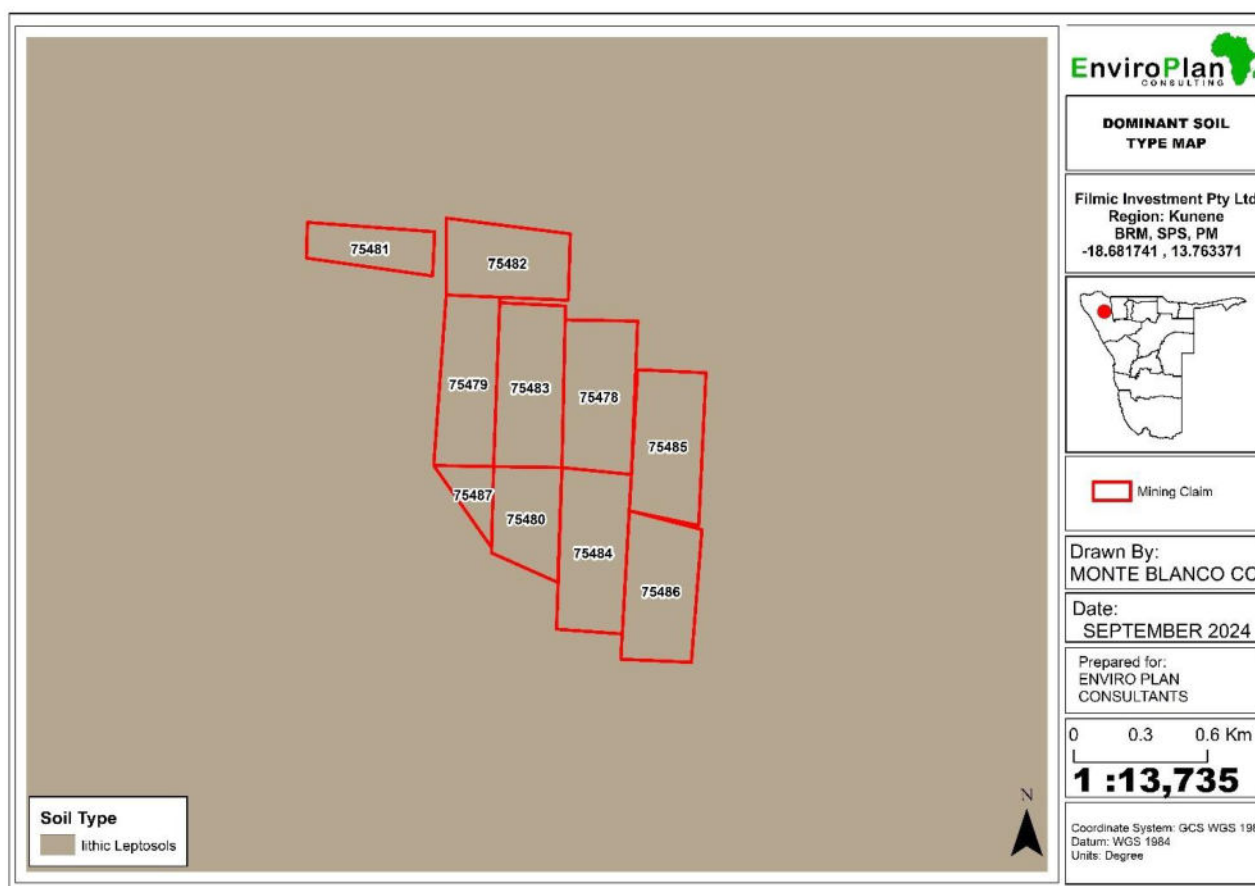 EnviroPlan
CONSULTING
DOMINANT SOIL
TYPE MAP
Filmic Investment Pty Ltd
Region: Kunene
BRM, SPS, PM
-18.681741 , 13.763371
Mining Claim
Drawn By:
MONTE BLANCO CC
Date:
SEPTEMBER 2024
Prepared for:
ENVIRO PLAN
CONSULTANTS
0 0.3 0.6 Km
1 :13,735
Coordinate System: GCS WGS 198
Datum: WGS 1984
Units: Degree
75481
75482
75479
75483
75478
75485
75487
75480
75484
75486
N
Soil Type
lithic Leptosols